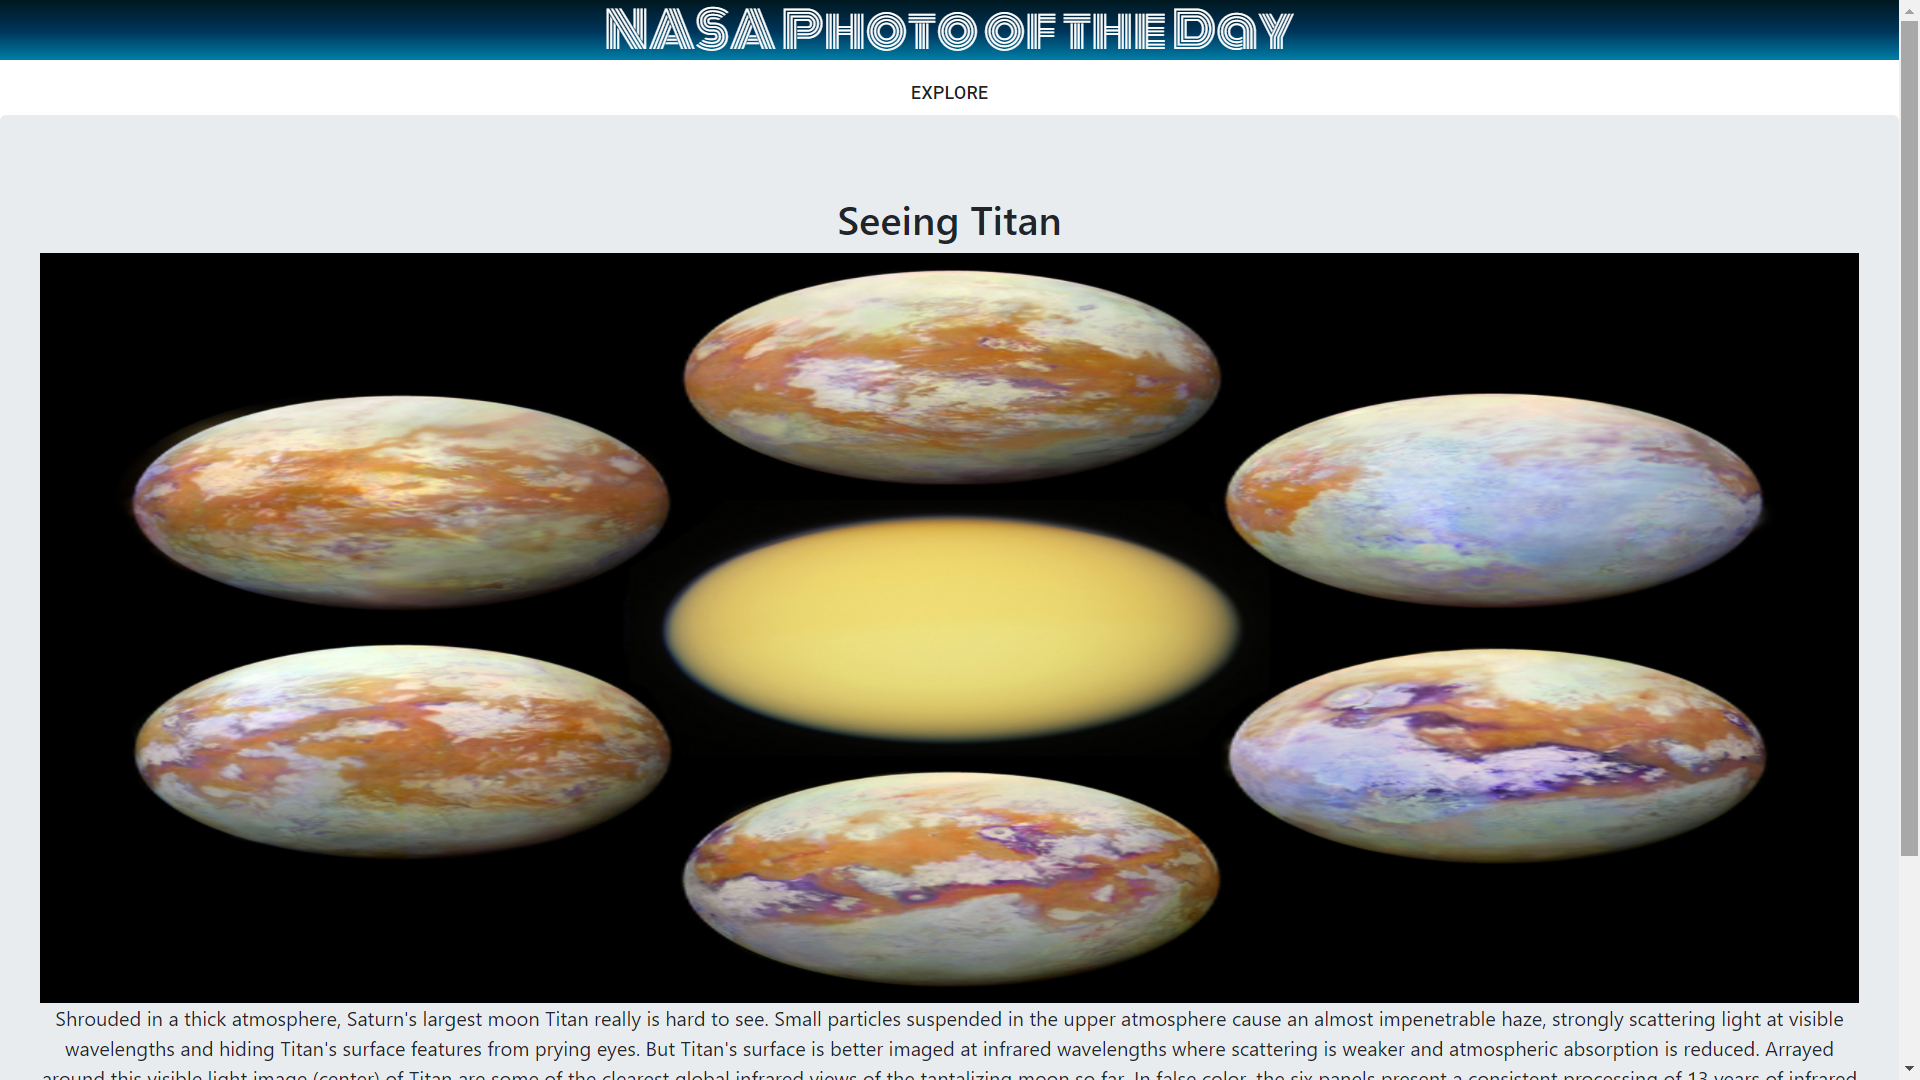 NASA Photo of the Day
EXPLORE
Seeing Titan
Shrouded in a thick atmosphere, Saturn's largest moon Titan really is hard to see. Small particles suspended in the upper atmosphere cause an almost impenetrable haze, strongly scattering light at visible
wavelengths and hiding Titan's surface features from prying eyes. But Titan's surface is better imaged at infrared wavelengths where scattering is weaker and atmospheric absorption is reduced. Arrayed
around this visible light image (center) of Titan are some of the clearest global infrared views of the tantalizing moon so far. In false color, the six panels present a consistent processing of 13 years of infrared